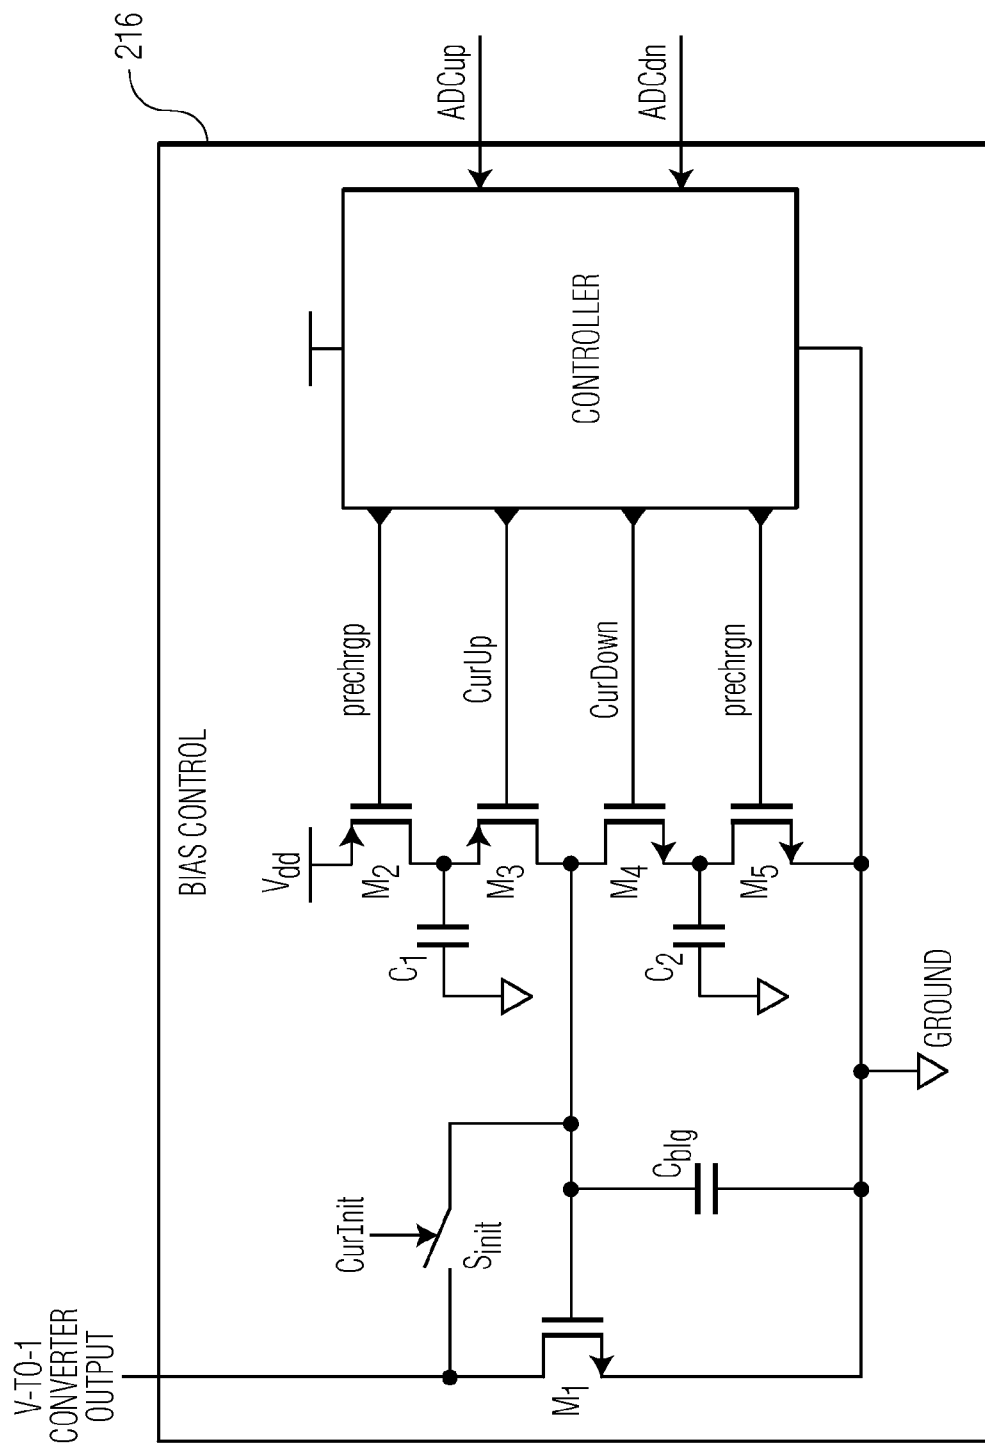 216
BIAS CONTROL
V-TO-1
CONVERTER
OUTPUT
CurInit
Sinit
M1
Cblg
Vdd
M2
M3
M4
M5
C1
C2
GROUND
prechrgp
CurUp
CurDown
prechrgn
CONTROLLER
ADCup
ADCdn